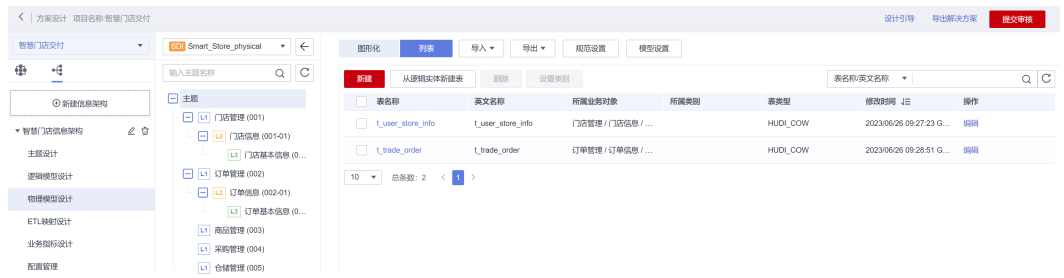 方案设计 项目名称:智慧门店交付 设计引导 导出解决方案 提交审核
智慧门店交付
SDI Smart_Store_physical
图形化 列表 导入 导出 规范设置 模型设置
输入主题名称
新建 从逻辑实体新建表 删除 设置类别 表名称/英文名称
新建信息架构
智慧门店信息架构
主题设计
逻辑模型设计
物理模型设计
ETL映射设计
业务指标设计
配置管理
主题
L1 门店管理 (001)
L2 门店信息 (001-01)
L3 门店基本信息 (0...
L1 订单管理 (002)
L2 订单信息 (002-01)
L3 订单基本信息 (0...
L1 商品管理 (003)
L1 采购管理 (004)
L1 仓储管理 (005)
表名称 英文名称 所属业务对象 所属类别 表类型 修改时间 操作
t_user_store_info t_user_store_info 门店管理 / 门店信息 / ... HUDI_COW 2023/06/26 09:27:23 G... 编辑
t_trade_order t_trade_order 订单管理 / 订单信息 / ... HUDI_COW 2023/06/26 09:28:51 G... 编辑
10 总条数: 2 < 1 >